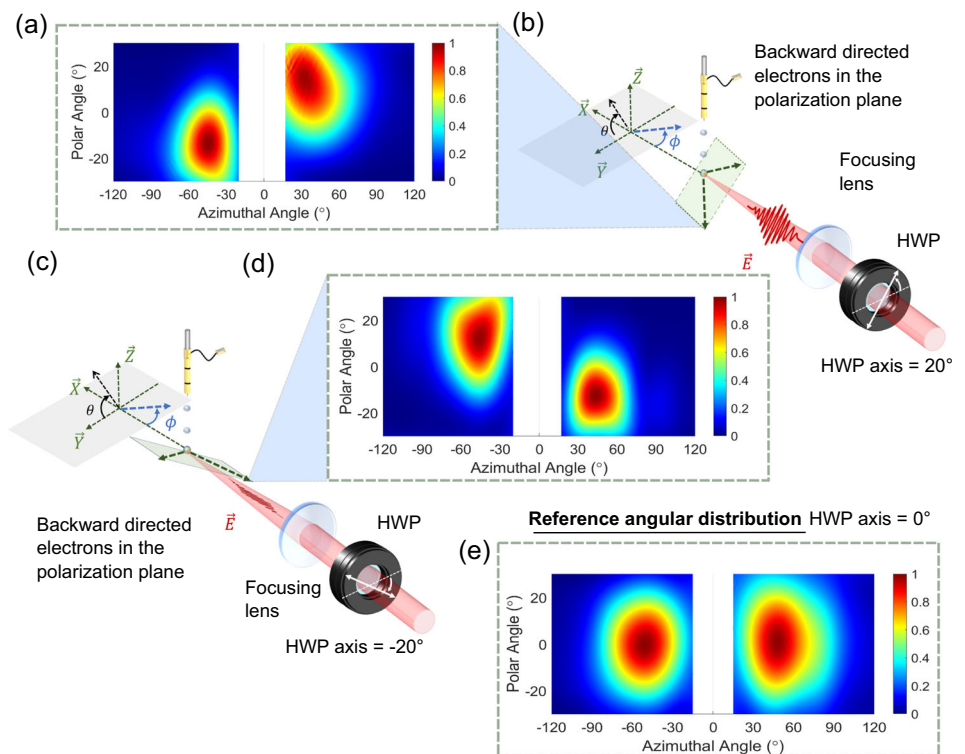 (a)
1
0.8
0.6
0.4
0.2
0
20
0
-20
Polar Angle (°)
-120 -90 -60 -30 0 30 60 90 120
Azimuthal Angle (°)
(b)
Backward directed
electrons in the
polarization plane
Z
X
θ
ϕ
Y
Focusing
lens
E
HWP
HWP axis = 20°
(c)
Z
X
θ
ϕ
Y
E
Backward directed
electrons in the
polarization plane
HWP
Focusing
lens
HWP axis = -20°
(d)
1
0.8
0.6
0.4
0.2
0
20
0
-20
Polar Angle (°)
-120 -90 -60 -30 0 30 60 90 120
Azimuthal Angle (°)
Reference angular distribution HWP axis = 0°
(e)
1
0.8
0.6
0.4
0.2
0
20
0
-20
Polar Angle (°)
-120 -90 -60 -30 0 30 60 90 120
Azimuthal Angle (°)